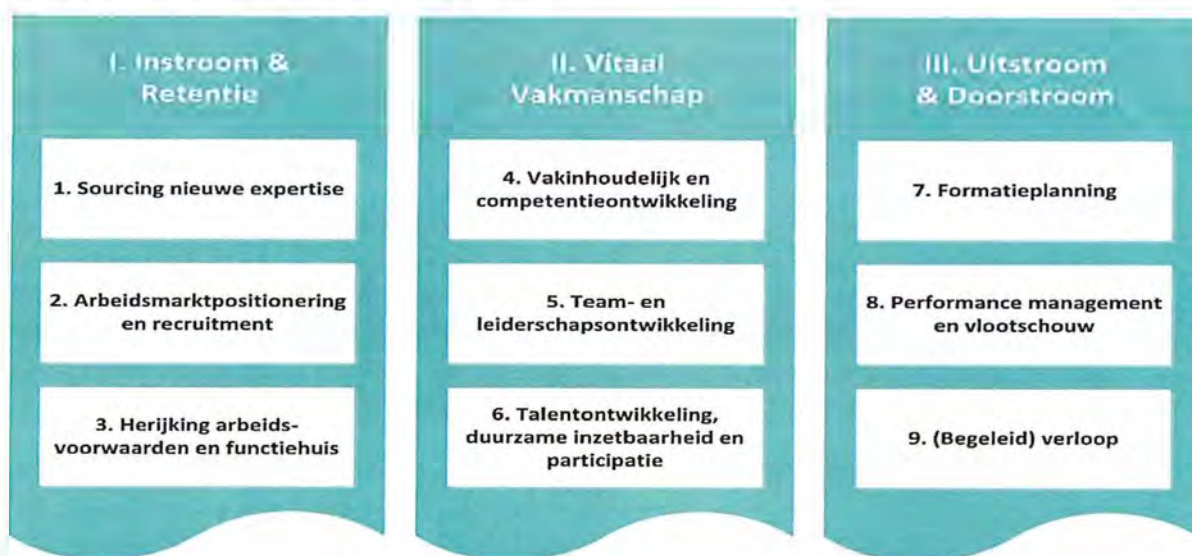 I. Instroom &
Retentie
1. Sourcing nieuwe expertise
2. Arbeidsmarktpositionering
en recruitment
3. Herijking arbeids-
voorwaarden en functiehuis
II. Vitaal
Vakmanschap
4. Vakinhoudelijk en
competentieontwikkeling
5. Team- en
leiderschapsontwikkeling
6. Talentontwikkeling,
duurzame inzetbaarheid en
participatie
III. Uitstroom
& Doorstroom
7. Formatieplanning
8. Performance management
en vlootschouw
9. (Begeleid) verloop